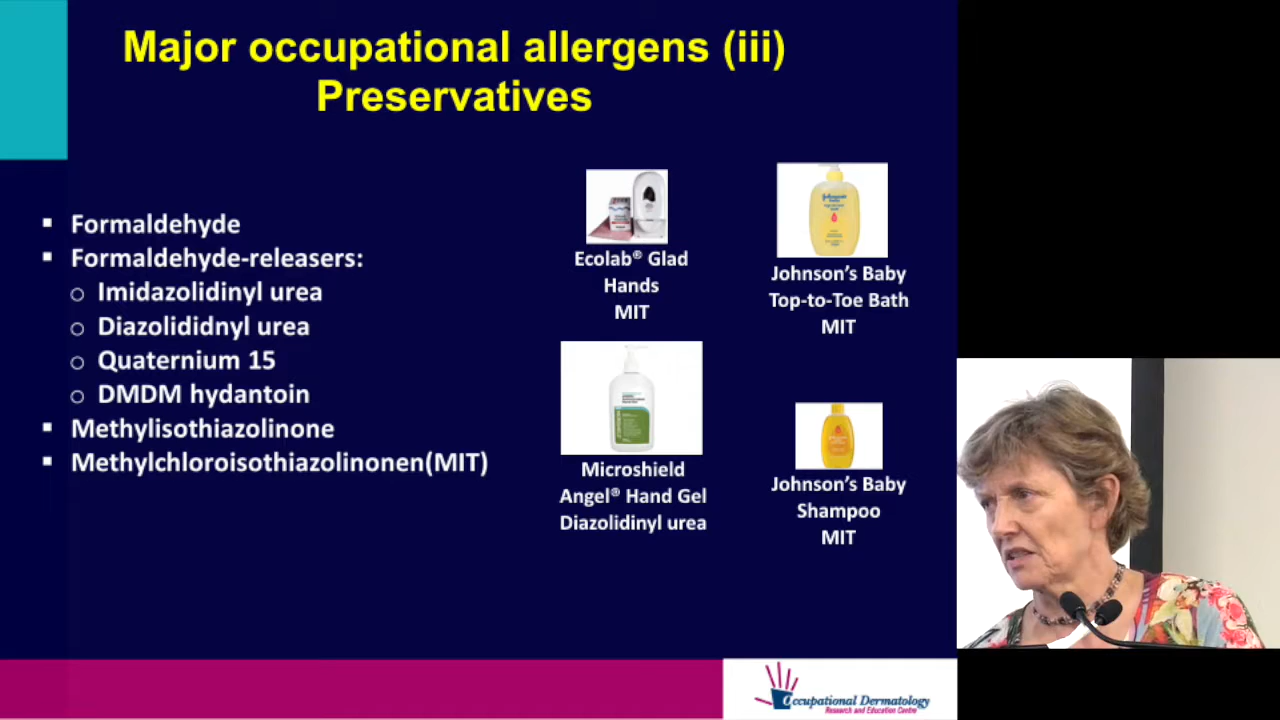 Major occupational allergens (iii)
Preservatives
▪ Formaldehyde
▪ Formaldehyde-releasers:
o Imidazolidinyl urea
o Diazolididnyl urea
o Quaternium 15
o DMDM hydantoin
▪ Methylisothiazolinone
▪ Methylchloroisothiazolinonen(MIT)
Ecolab® Glad
Hands
MIT
Microshield
Angel® Hand Gel
Diazolidinyl urea
Johnson's
Johnson’s Baby
Top-to-Toe Bath
MIT
Johnson’s Baby
Shampoo
MIT
Occupational Dermatology
Research and Education Centre